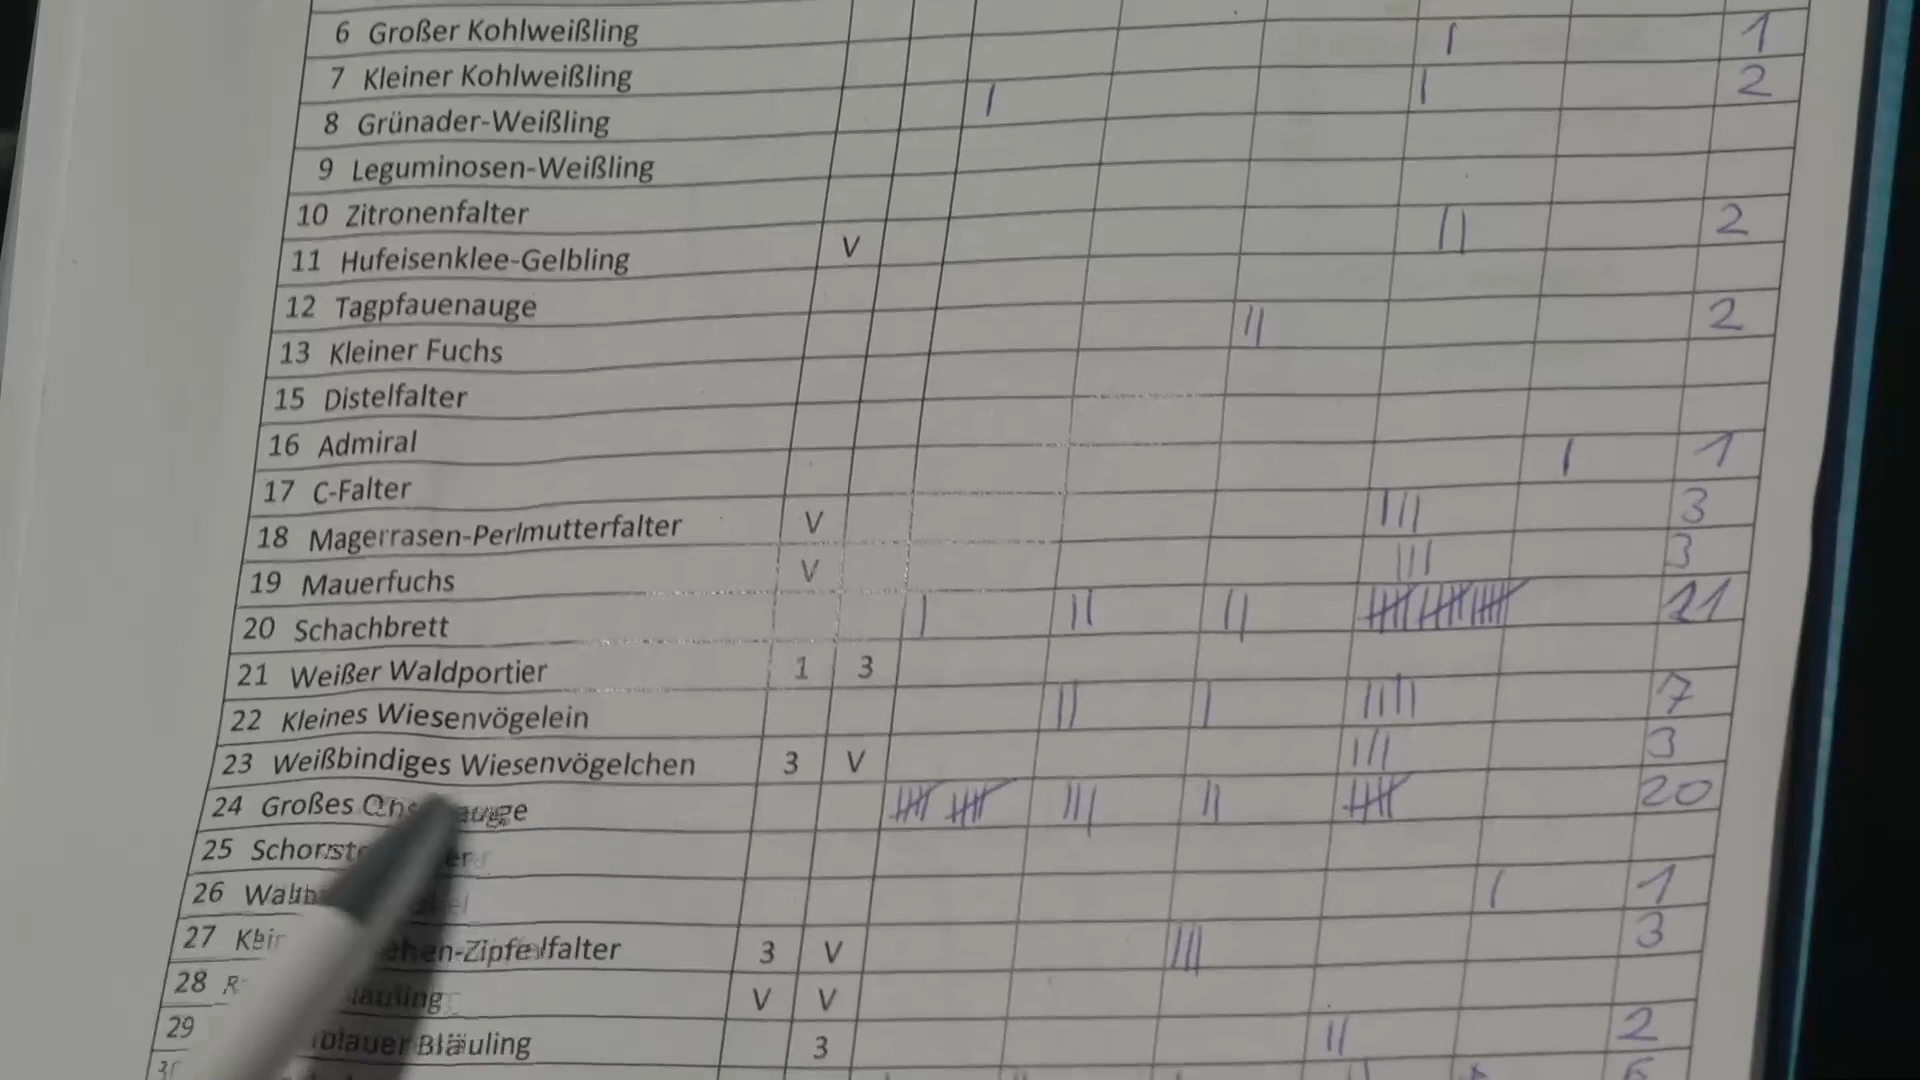 6 Großer Kohlweißling 1
7 Kleiner Kohlweißling 2
8 Grünader-Weißling
9 Leguminosen-Weißling
10 Zitronenfalter 2
11 Hufeisenklee-Gelbling V
12 Tagpfauenauge 2
13 Kleiner Fuchs
15 Distelfalter
16 Admiral 1
17 C-Falter 3
18 Magerrasen-Perlmutterfalter V 3
19 Mauerfuchs V 21
20 Schachbrett
21 Weißer Waldportier 1 3 7
22 Kleines Wiesenvögelein 3
23 Weißbindiges Wiesenvögelchen 3 V 20
24 Großes
25
26 1
27 3 V 3
28 V V
29 Bläuling 3 2